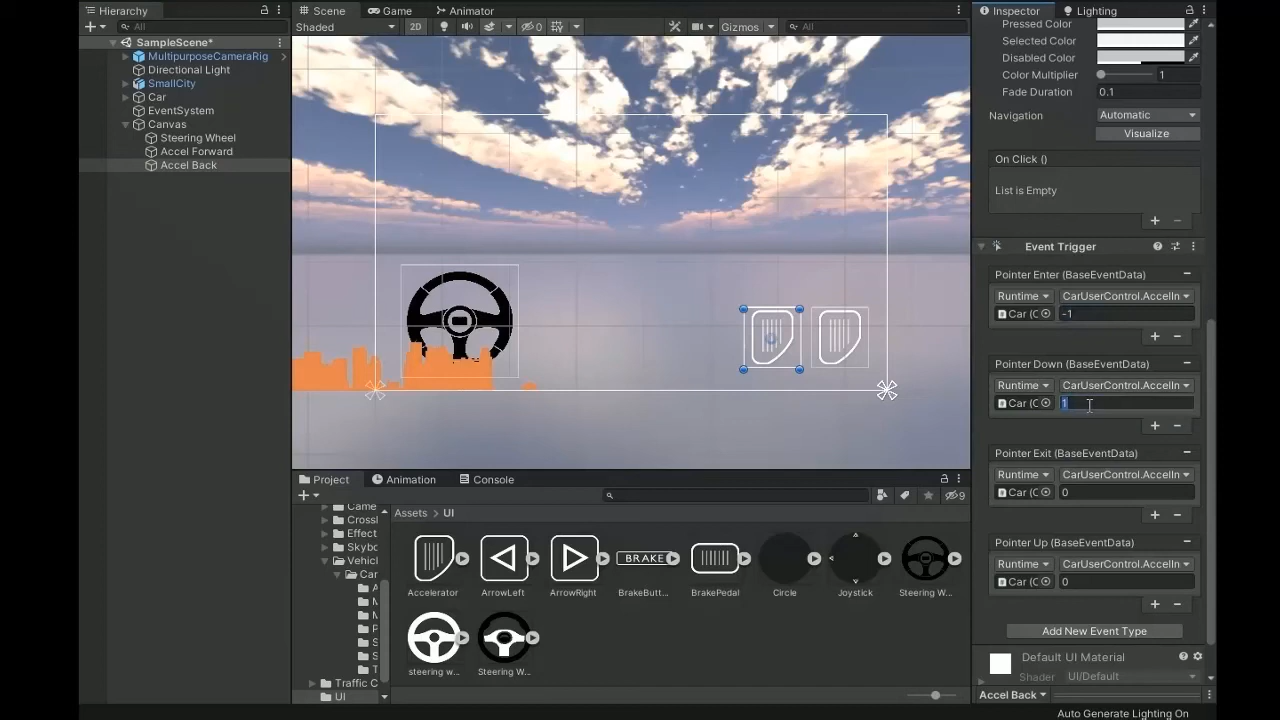 Hierarchy
All
SampleScene*
MultipurposeCameraRig
Directional Light
SmallCity
Car
EventSystem
Canvas
Steering Wheel
Accel Forward
Accel Back
Scene
Game
Animator
Shaded
2D
0
Gizmos
All
Inspector
Lighting
Pressed Color
Selected Color
Disabled Color
Color Multiplier
1
Fade Duration
0.1
Navigation
Automatic
Visualize
On Click ()
List is Empty
Event Trigger
Pointer Enter (BaseEventData)
Runtime
CarUserControl.AccelIn
Car (C
-1
Pointer Down (BaseEventData)
Runtime
CarUserControl.AccelIn
Car (C
1
Pointer Exit (BaseEventData)
Runtime
CarUserControl.AccelIn
Car (C
0
Pointer Up (BaseEventData)
Runtime
CarUserControl.AccelIn
Car (C
0
Add New Event Type
Default UI Material
Shader
UI/Default
Accel Back
Auto Generate Lighting On
Project
Animation
Console
9
Came
Crossl
Effect
Skybo
Vehicl
Car
A
M
M
P
S
S
T
Traffic C
UI
Assets > UI
BRAKE
Accelerator
ArrowLeft
ArrowRight
BrakeButt...
BrakePedal
Circle
Joystick
Steering W...
steering w...
Steering W...